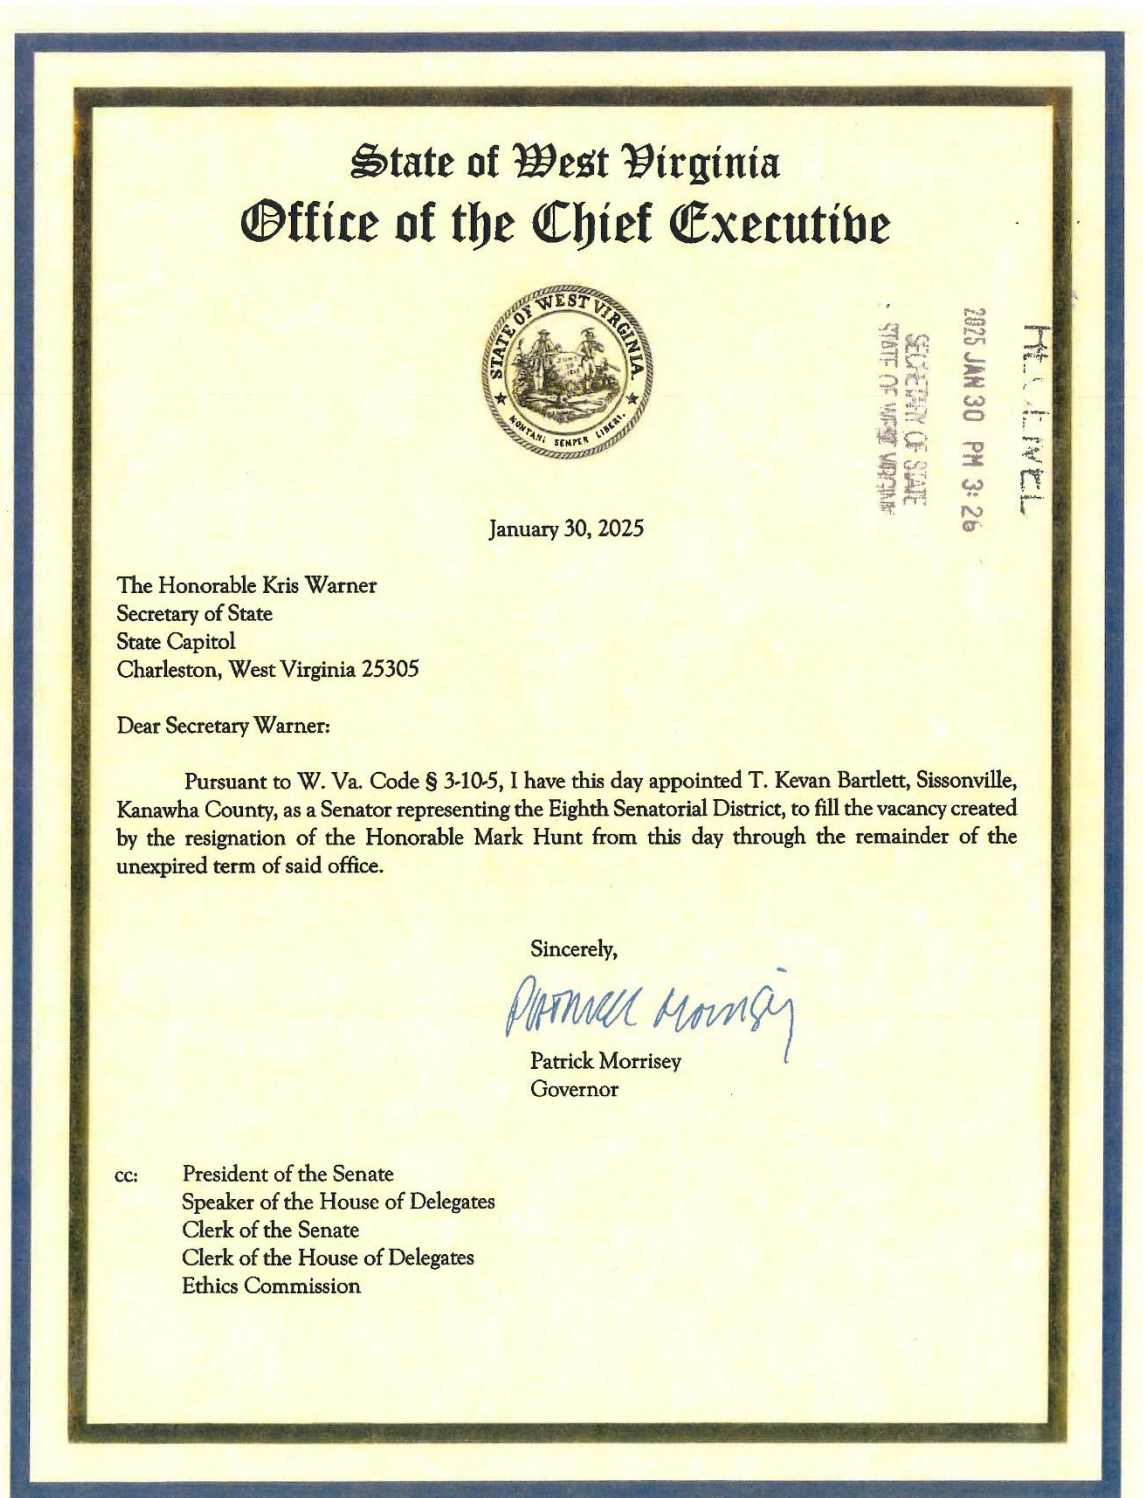 State of West Virginia
Office of the Chief Executive
STATE OF WEST VIRGINIA
JUNE
20
1863
MONTANI SEMPER LIBERI.
2025 JAN 30 PM 3:26
SECRETARY OF STATE
STATE OF WEST VIRGINIA
January 30, 2025
The Honorable Kris Warner
Secretary of State
State Capitol
Charleston, West Virginia 25305
Dear Secretary Warner:
Pursuant to W. Va. Code § 3-10-5, I have this day appointed T. Kevan Bartlett, Sissonville,
Kanawha County, as a Senator representing the Eighth Senatorial District, to fill the vacancy created
by the resignation of the Honorable Mark Hunt from this day through the remainder of the
unexpired term of said office.
Sincerely,
Patrick Morrisey
Patrick Morrisey
Governor
cc: President of the Senate
Speaker of the House of Delegates
Clerk of the Senate
Clerk of the House of Delegates
Ethics Commission